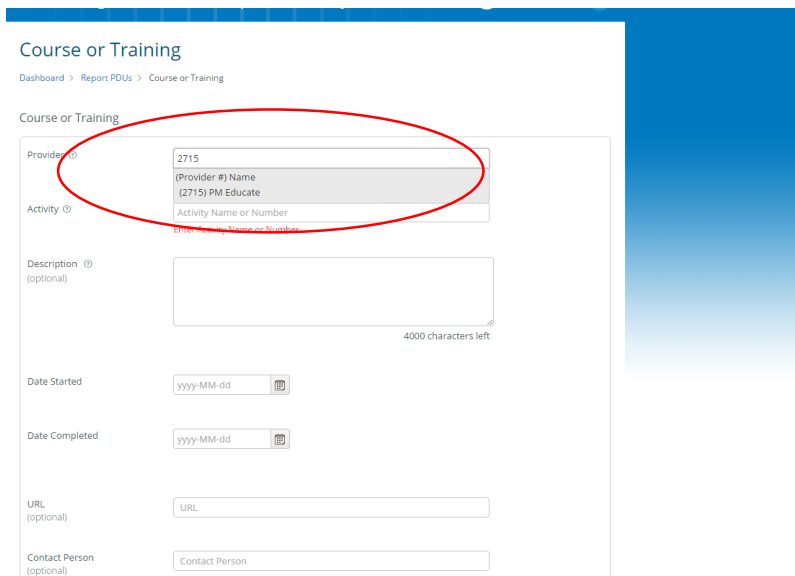 Course or Training
Dashboard > Report PDUs > Course or Training
Course or Training
Provider
2715
(Provider #) Name
(2715) PM Educate
Activity
Activity Name or Number
Enter Activity Name or Number
Description
(optional)
4000 characters left
Date Started
yyyy-MM-dd
Date Completed
yyyy-MM-dd
URL
(optional)
URL
Contact Person
(optional)
Contact Person